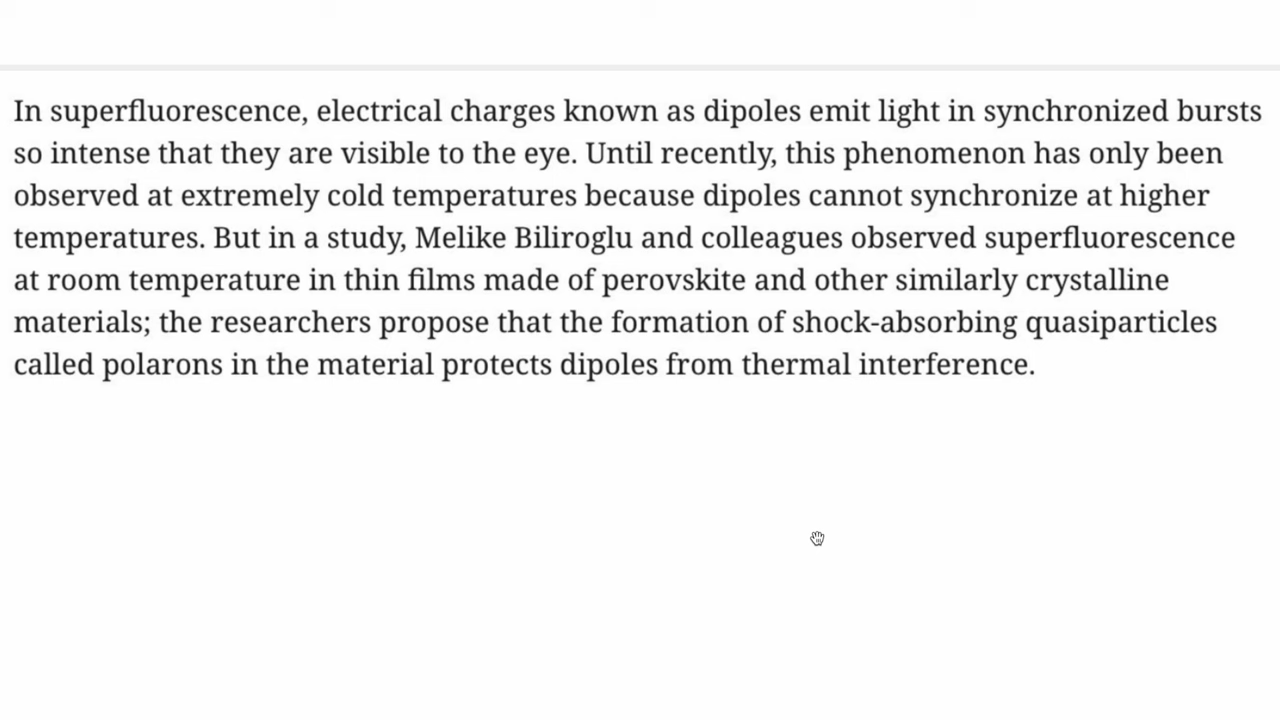 In superfluorescence, electrical charges known as dipoles emit light in synchronized bursts
so intense that they are visible to the eye. Until recently, this phenomenon has only been
observed at extremely cold temperatures because dipoles cannot synchronize at higher
temperatures. But in a study, Melike Biliroglu and colleagues observed superfluorescence
at room temperature in thin films made of perovskite and other similarly crystalline
materials; the researchers propose that the formation of shock-absorbing quasiparticles
called polarons in the material protects dipoles from thermal interference.